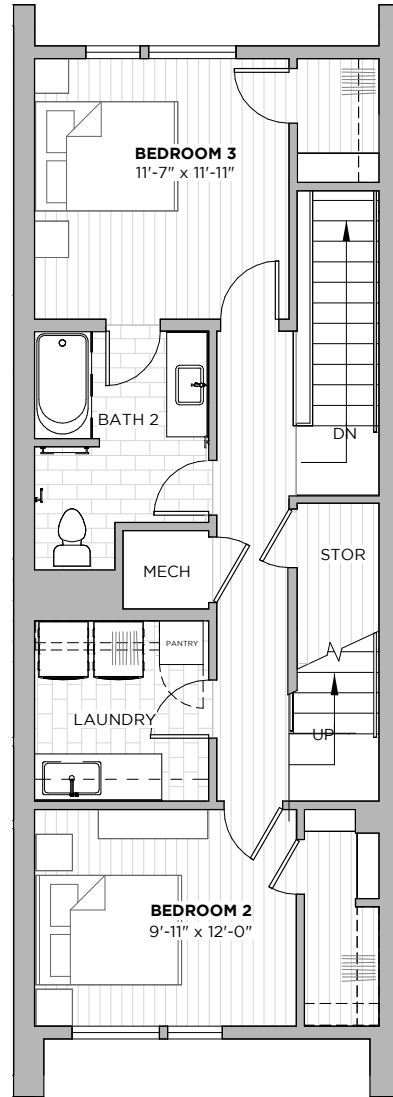 BEDROOM 3
11'-7" x 11'-11"
BATH 2
DN
STOR
MECH
PANTRY
LAUNDRY
UP
BEDROOM 2
9'-11" x 12'-0"